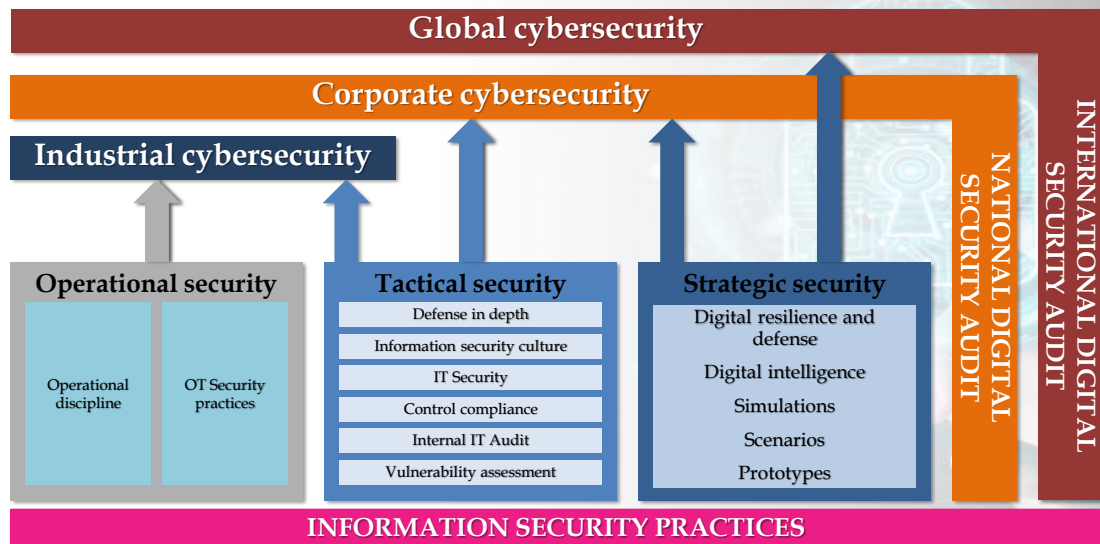 Global cybersecurity
Corporate cybersecurity
Industrial cybersecurity
Operational security
Operational
discipline
OT Security
practices
Tactical security
Defense in depth
Information security culture
IT Security
Control compliance
Internal IT Audit
Vulnerability assessment
Strategic security
Digital resilience and
defense
Digital intelligence
Simulations
Scenarios
Prototypes
NATIONAL DIGITAL
SECURITY AUDIT
INTERNATIONAL DIGITAL
SECURITY AUDIT
INFORMATION SECURITY PRACTICES